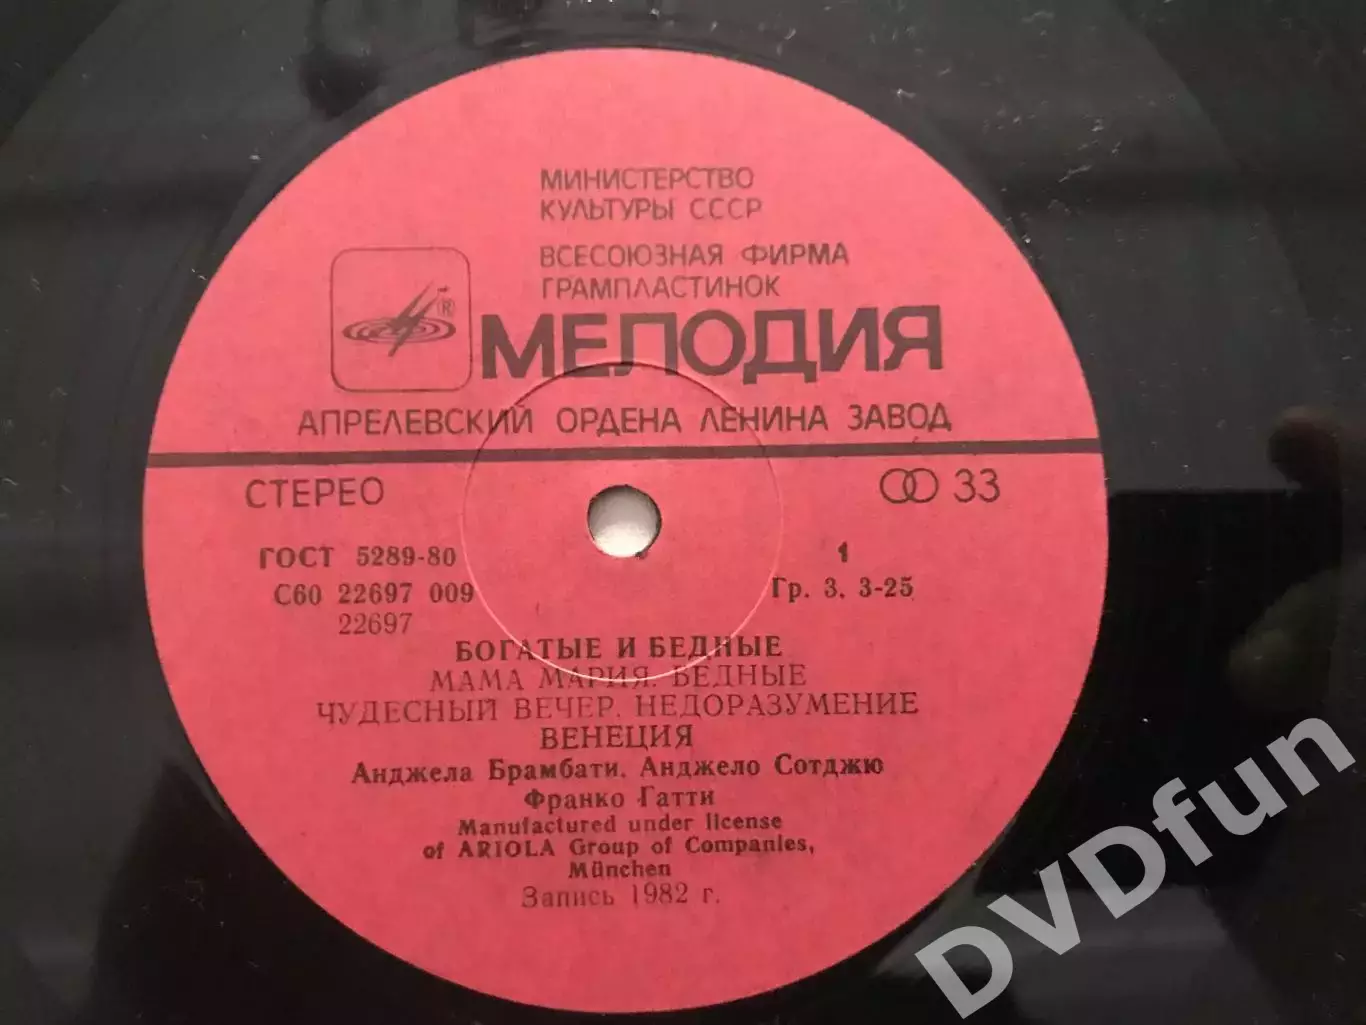 МИНИСТЕРСТВО
КУЛЬТУРЫ СССР
ВСЕСОЮЗНАЯ ФИРМА
ГРАМПЛАСТИНОК
®
МЕЛОДИЯ
АПРЕЛЕВСКИЙ ОРДЕНА ЛЕНИНА ЗАВОД
СТЕРЕО 33
ГОСТ 5289-80 1
С60 22697 009 Гр. 3. 3-25
22697
БОГАТЫЕ И БЕДНЫЕ
МАМА МАРИЯ. БЕДНЫЕ
ЧУДЕСНЫЙ ВЕЧЕР. НЕДОРАЗУМЕНИЕ
ВЕНЕЦИЯ
Анджела Брамбати. Анджело Сотджю
Франко Гатти
Manufactured under license
of ARIOLA Group of Companies,
München
Запись 1982 г.
DVDfun